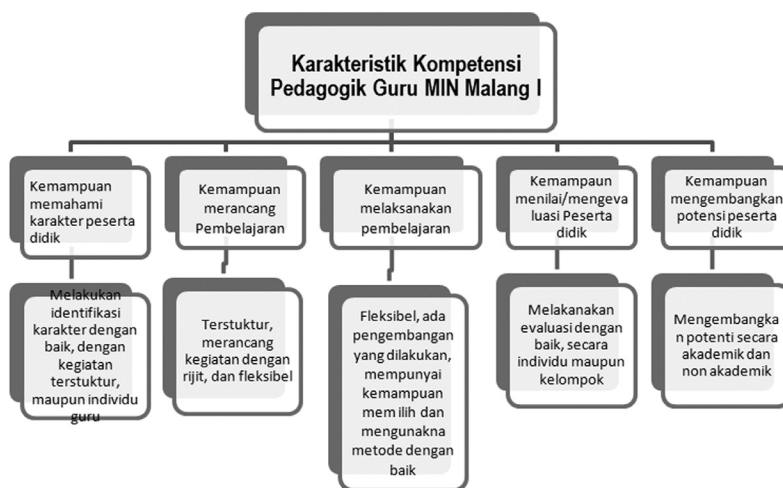 Karakteristik Kompetensi
Pedagogik Guru MIN Malang I
Kemampuan
memahami
karakter peserta
didik
Kemampuan
merancang
Pembelajaran
Kemampuan
melaksanakan
pembelajaran
Kemampaun
menilai/mengeva
luasi Peserta
didik
Kemampuan
mengembangkan
potensi peserta
didik
Melakukan
identifikasi
karakter dengan
baik, dengan
kegiatan
terstuktur,
maupun individu
guru
Terstuktur,
merancang
kegiatan dengan
rijit, dan fleksibel
Fleksibel, ada
pengembangan
yang dilakukan,
mempunyai
kemampuan
mem ilih dan
mengunakna
metode dengan
baik
Melakanakan
evaluasi dengan
baik, secara
individu maupun
kelompok
Mengembangka
n potenti secara
akademik dan
non akademik